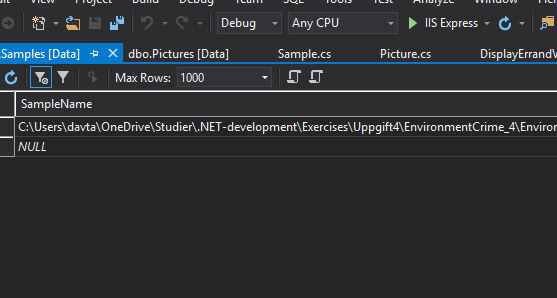 Debug Any CPU IIS Express
.Samples [Data] dbo.Pictures [Data] Sample.cs Picture.cs DisplayErrandV
Max Rows: 1000
SampleName
C:\Users\davta\OneDrive\Studier\.NET-development\Exercises\Uppgift4\EnvironmentCrime_4\Environ
NULL